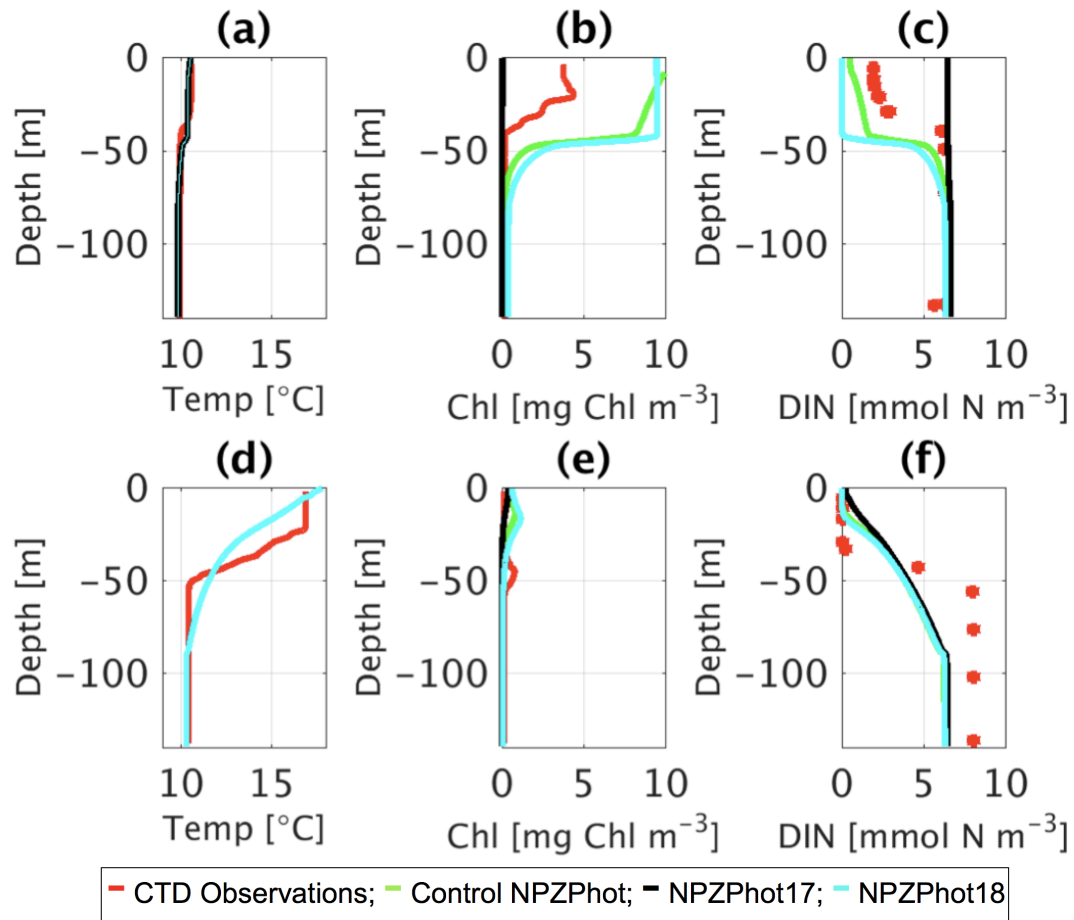 (a) (b) (c)
0 0 0
−50 −50 −50
−100 −100 −100
Depth [m] Depth [m] Depth [m]
10 15 0 5 10 0 5 10
Temp [°C] Chl [mg Chl m⁻³] DIN [mmol N m⁻³]
(d) (e) (f)
0 0 0
−50 −50 −50
−100 −100 −100
Depth [m] Depth [m] Depth [m]
10 15 0 5 10 0 5 10
Temp [°C] Chl [mg Chl m⁻³] DIN [mmol N m⁻³]
CTD Observations; Control NPZPhot; NPZPhot17; NPZPhot18